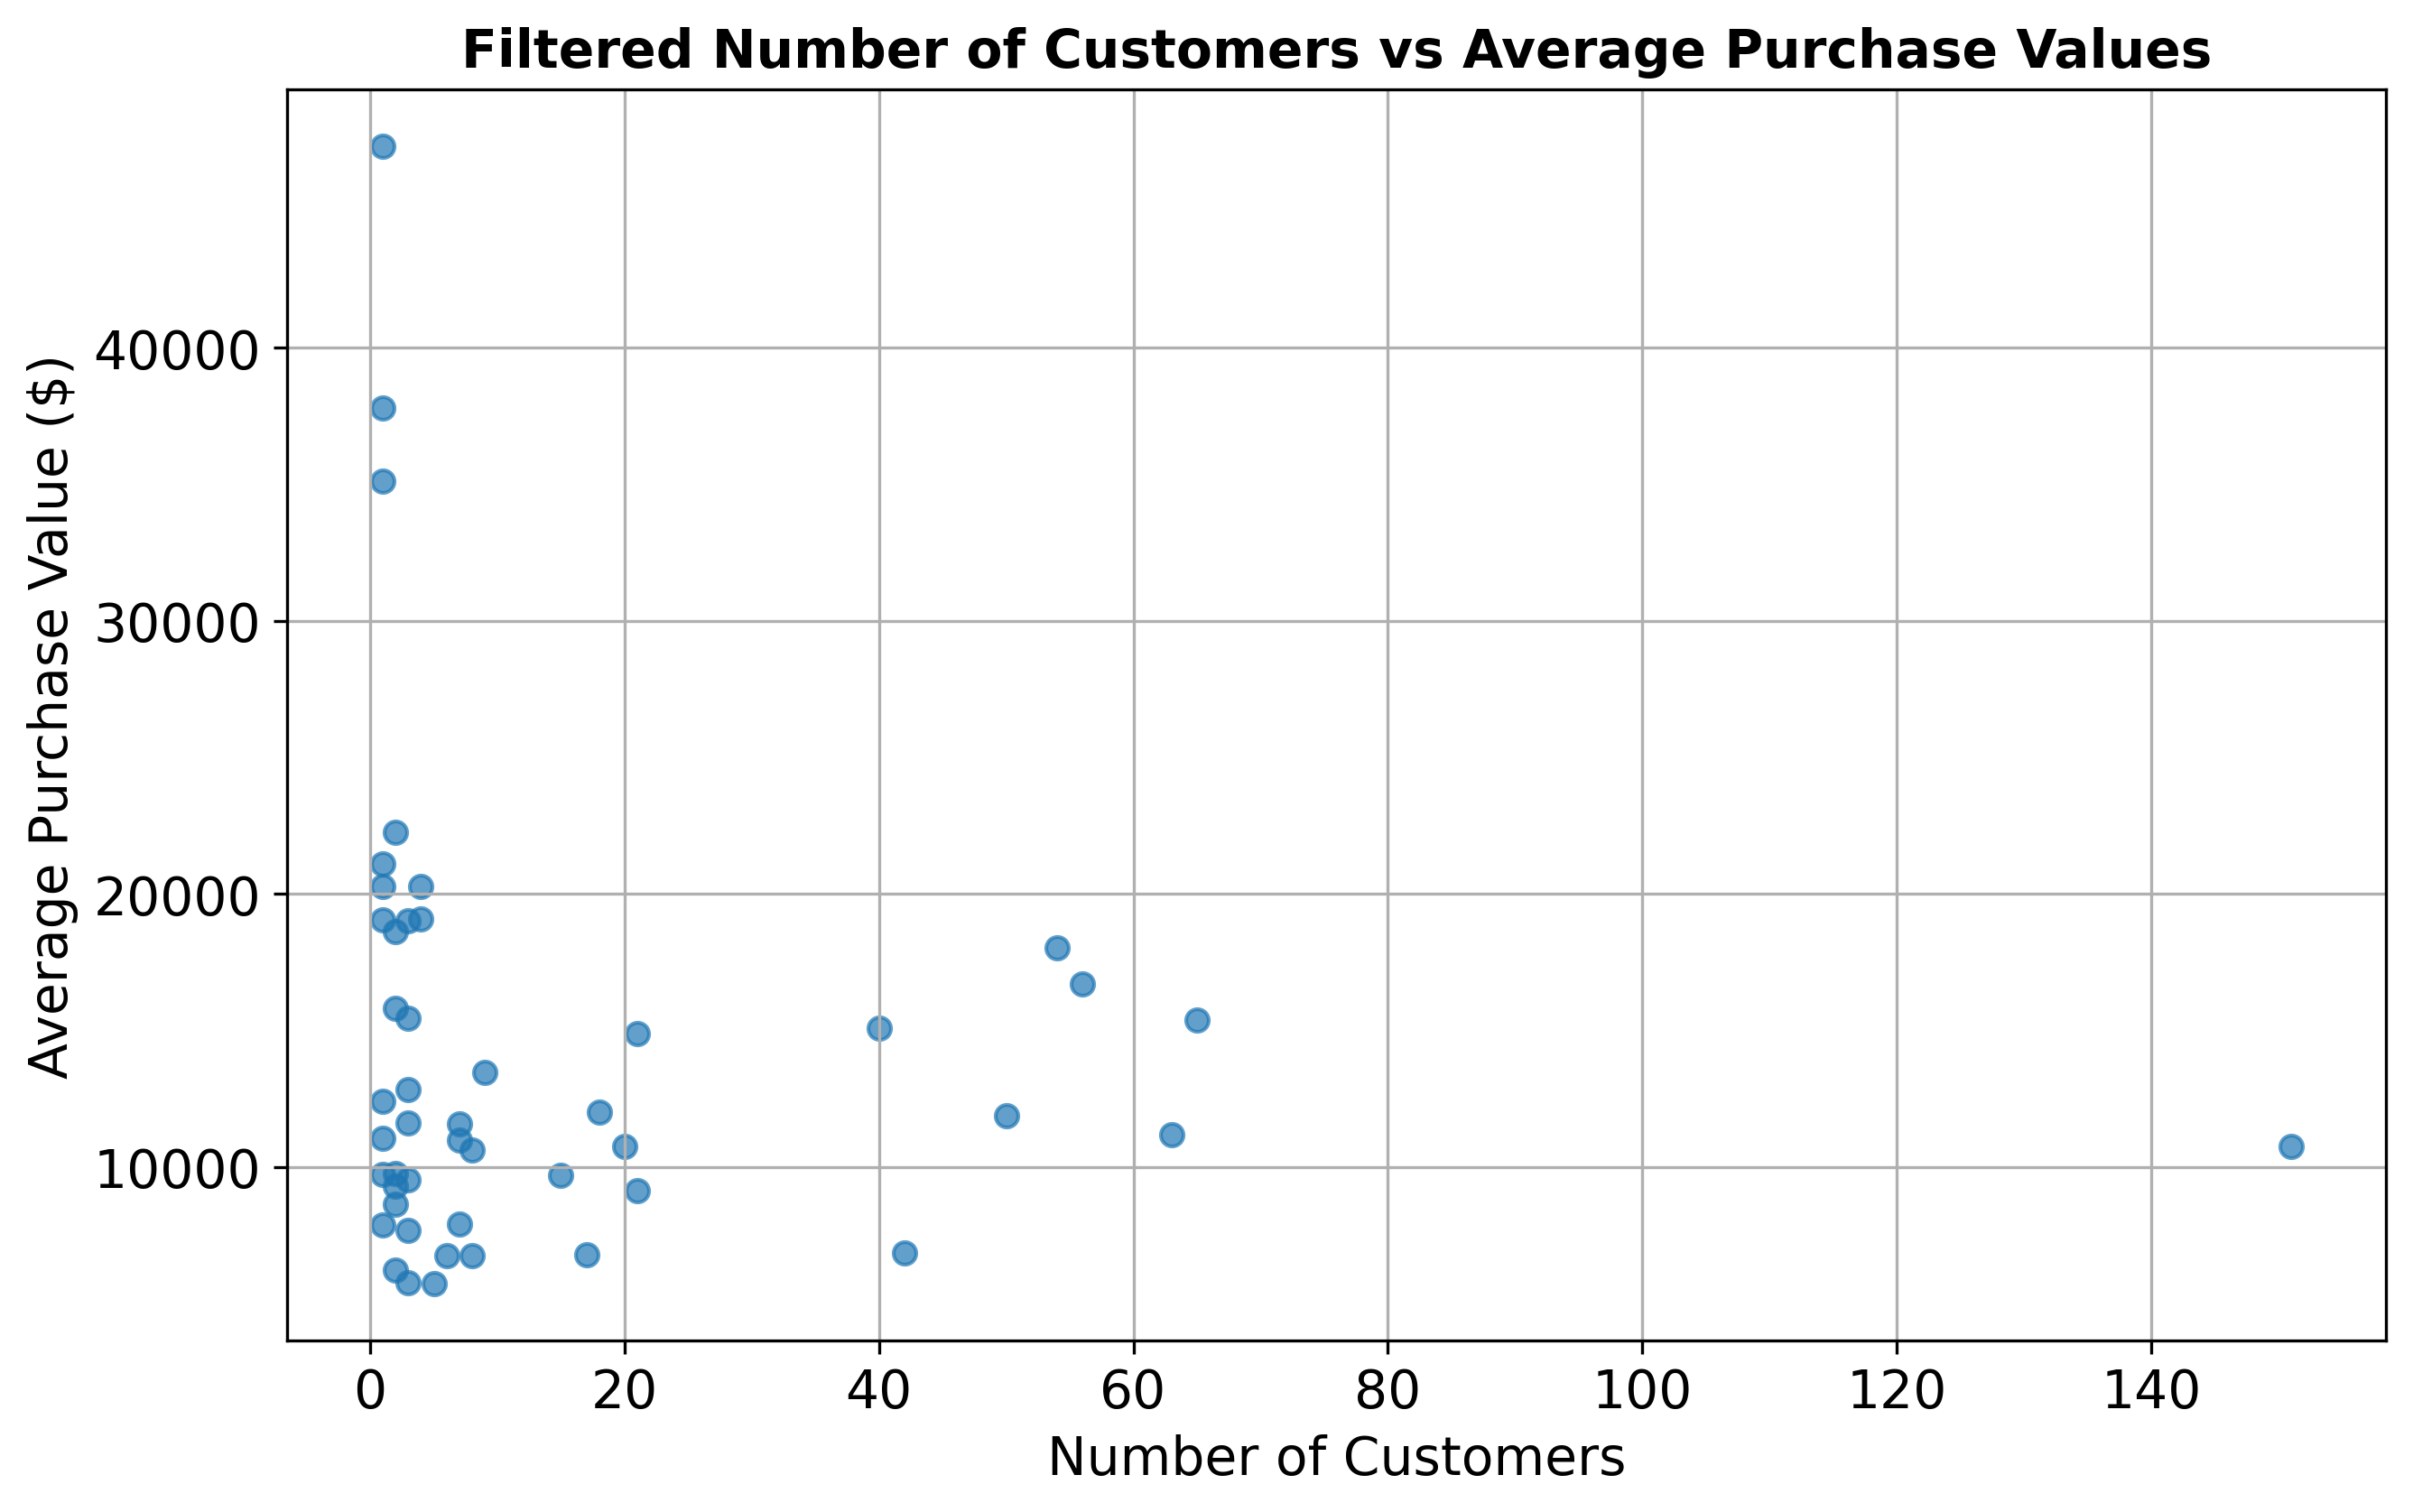 Filtered Number of Customers vs Average Purchase Values
Average Purchase Value ($)
40000
30000
20000
10000
0 20 40 60 80 100 120 140
Number of Customers